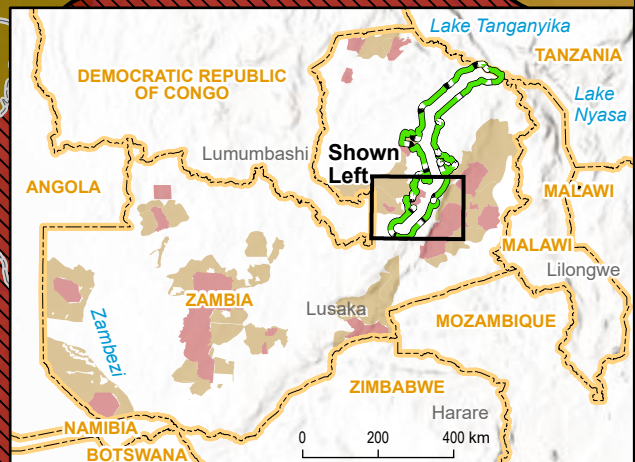 Lake Tanganyika
TANZANIA
DEMOCRATIC REPUBLIC
OF CONGO
Lake
Nyasa
Lumumbashi
Shown
Left
ANGOLA
MALAWI
MALAWI
Lilongwe
ZAMBIA
Lusaka
Zambezi
MOZAMBIQUE
ZIMBABWE
Harare
NAMIBIA
BOTSWANA
0 200 400 km